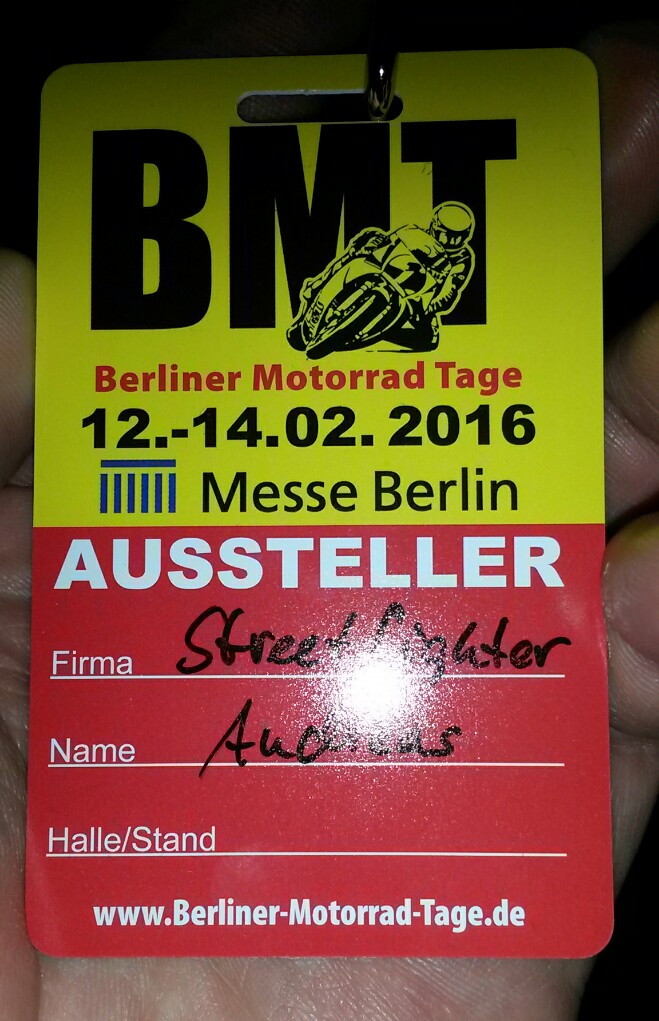 BMT
Berliner Motorrad Tage
12.-14.02. 2016
Messe Berlin
AUSSTELLER
Firma Streetfighter
Name Andreas
Halle/Stand
www.Berliner-Motorrad-Tage.de